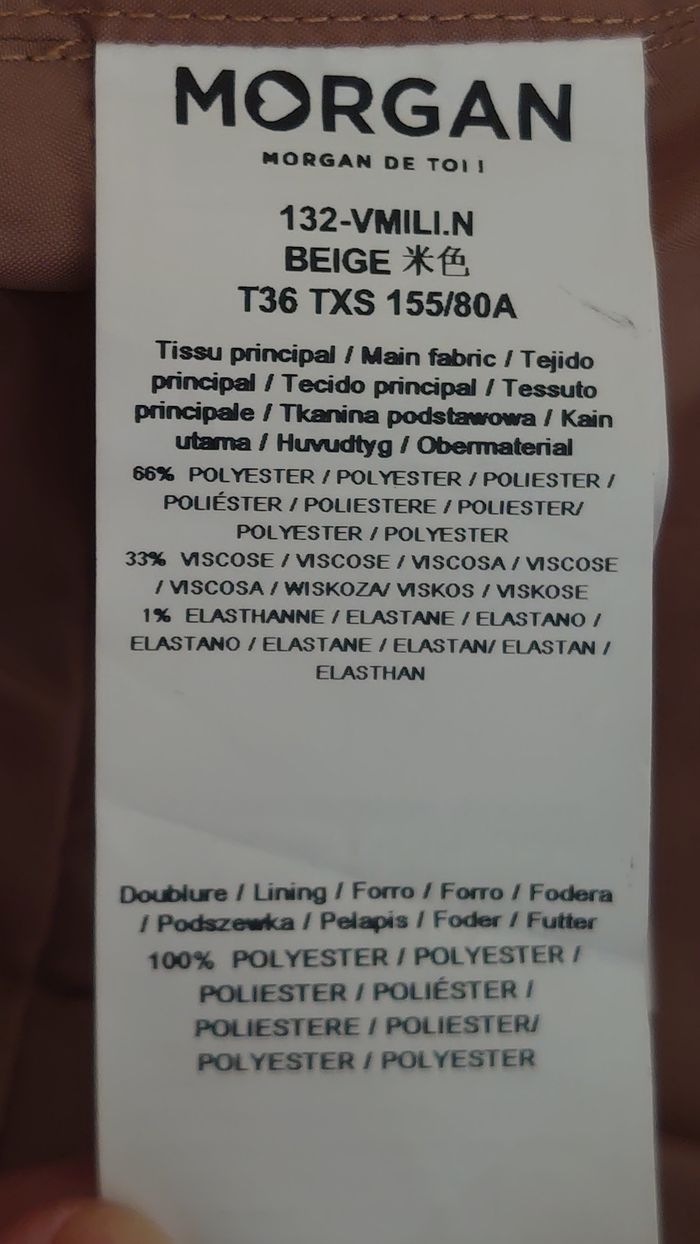 MORGAN
MORGAN DE TOI !
132-VMILI.N
BEIGE 米色
T36 TXS 155/80A
Tissu principal / Main fabric / Tejido
principal / Tecido principal / Tessuto
principale / Tkanina podstawowa / Kain
utama / Huvudtyg / Obermaterial
66% POLYESTER / POLYESTER / POLIESTER /
POLIÉSTER / POLIESTERE / POLIESTER/
POLYESTER / POLYESTER
33% VISCOSE / VISCOSE / VISCOSA / VISCOSE
/ VISCOSA / WISKOZA/ VISKOS / VISKOSE
1% ELASTHANNE / ELASTANE / ELASTANO /
ELASTANO / ELASTANE / ELASTAN/ ELASTAN /
ELASTHAN
Doublure / Lining / Forro / Forro / Fodera
/ Podszewka / Pelapis / Foder / Futter
100% POLYESTER / POLYESTER /
POLIESTER / POLIÉSTER /
POLIESTERE / POLIESTER/
POLYESTER / POLYESTER